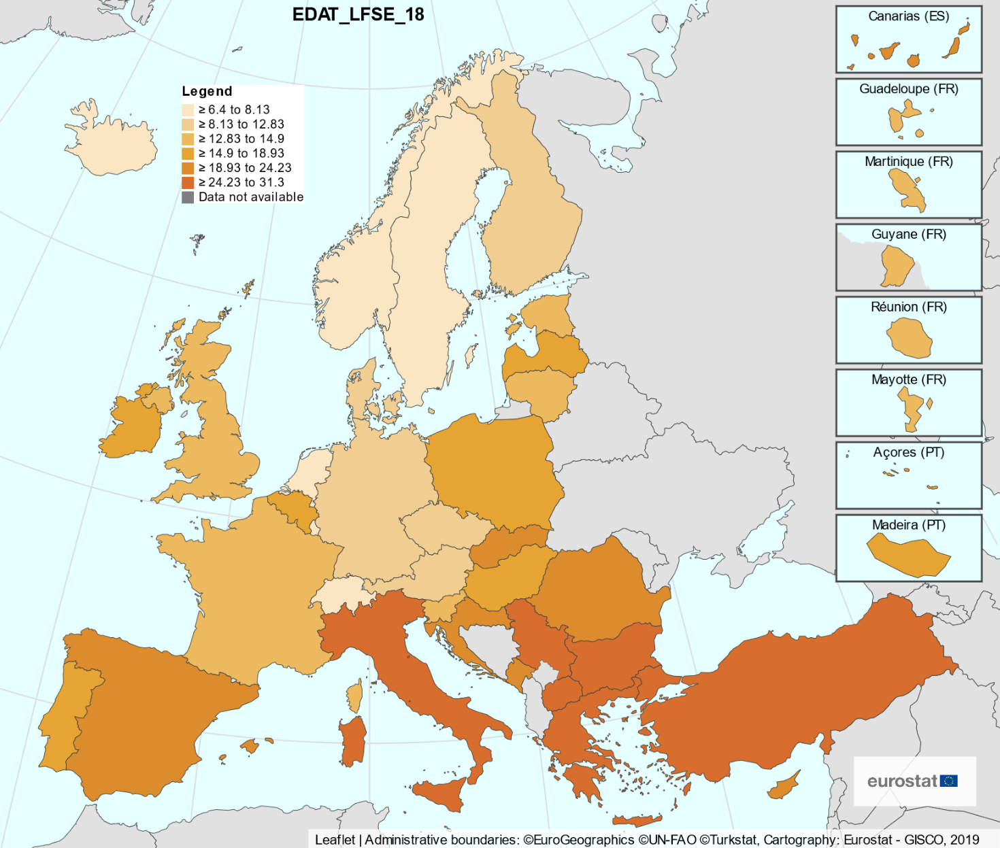 EDAT_LFSE_18
Legend
≥ 6.4 to 8.13
≥ 8.13 to 12.83
≥ 12.83 to 14.9
≥ 14.9 to 18.93
≥ 18.93 to 24.23
≥ 24.23 to 31.3
Data not available
Canarias (ES)
Guadeloupe (FR)
Martinique (FR)
Guyane (FR)
Réunion (FR)
Mayotte (FR)
Açores (PT)
Madeira (PT)
eurostat
Leaflet | Administrative boundaries: ©EuroGeographics ©UN-FAO ©Turkstat, Cartography: Eurostat - GISCO, 2019